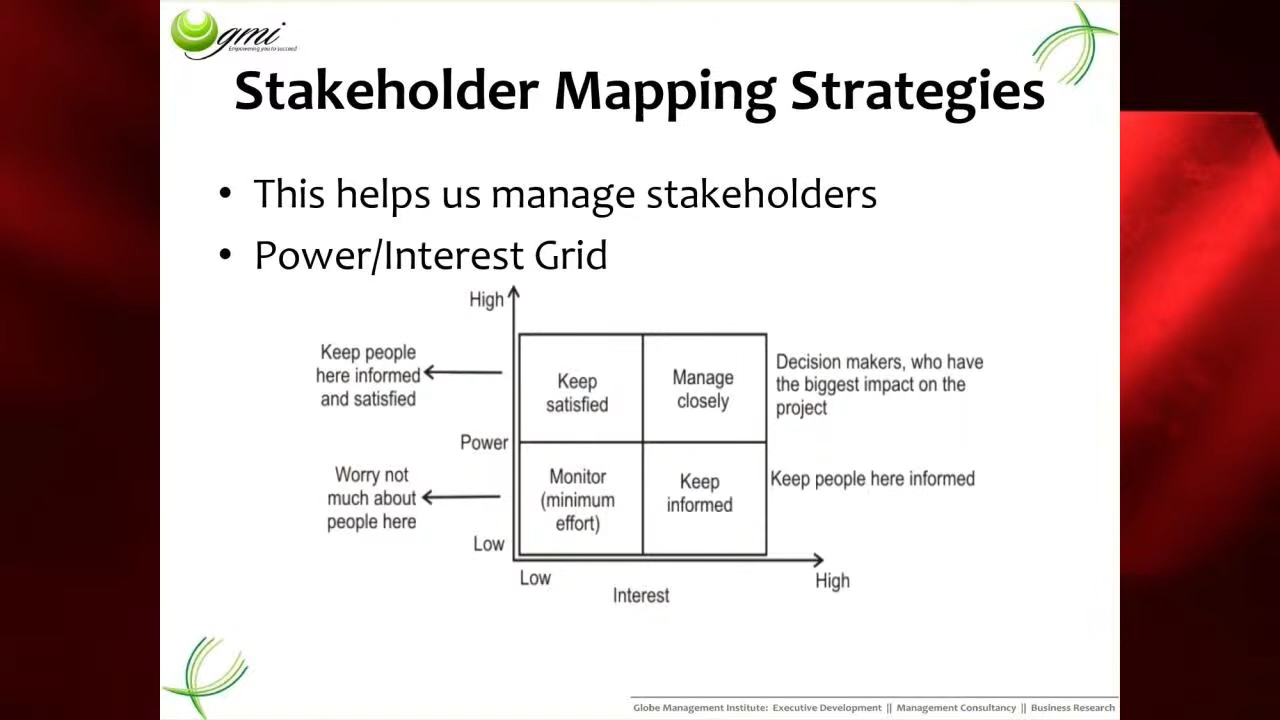 gmi
Empowering you to succeed
Stakeholder Mapping Strategies
• This helps us manage stakeholders
• Power/Interest Grid
High
Keep people
here informed
and satisfied
Keep
satisfied
Manage
closely
Decision makers, who have
the biggest impact on the
project
Power
Worry not
much about
people here
Monitor
(minimum
effort)
Keep
informed
Keep people here informed
Low
Low
High
Interest
Globe Management Institute: Executive Development || Management Consultancy || Business Research